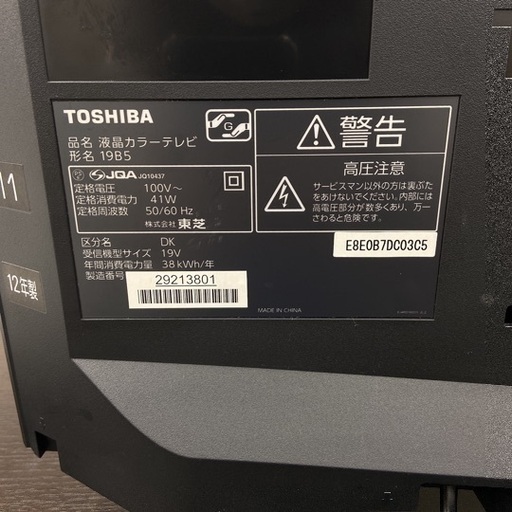 TOSHIBA
品名 液晶カラーテレビ
形名 19B5
JQA JQ10437
定格電圧 100V~
定格消費電力 41W
定格周波数 50/60 Hz
株式会社 東芝
区分名 DK
受信機型サイズ 19V
年間消費電力量 38kWh/年
製造番号
29213801
G
警告
高圧注意
サービスマン以外の方は裏ぶた
をあけないでください。内部には
高電圧部分が数多くあり、万一
さわると危険です。
E8E0B7DC03C5
MADE IN CHINA
11
12年製